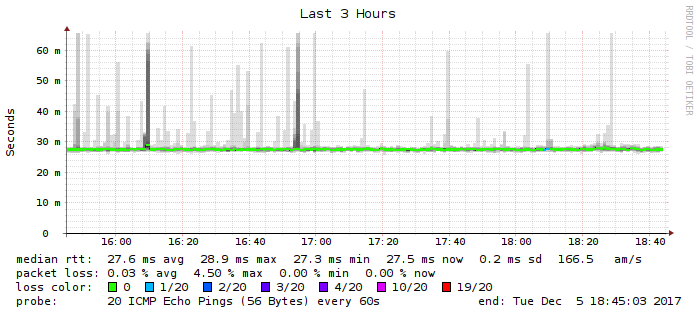 Last 3 Hours
RRDTOOL / TOBI OETIKER
Seconds
60 m
50 m
40 m
30 m
20 m
10 m
0
16:00 16:20 16:40 17:00 17:20 17:40 18:00 18:20 18:40
median rtt: 27.6 ms avg 28.9 ms max 27.3 ms min 27.5 ms now 0.2 ms sd 166.5 am/s
packet loss: 0.03 % avg 4.50 % max 0.00 % min 0.00 % now
loss color: 0 1/20 2/20 3/20 4/20 10/20 19/20
probe: 20 ICMP Echo Pings (56 Bytes) every 60s end: Tue Dec 5 18:45:03 2017